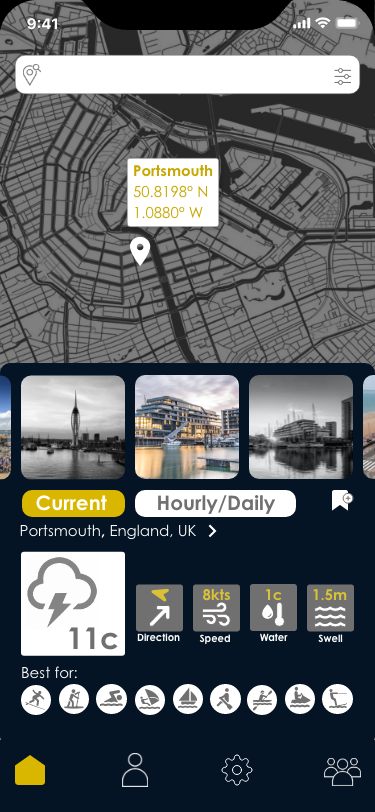 9:41
Portsmouth
50.8198° N
1.0880° W
Current
Hourly/Daily
Portsmouth, England, UK
11c
8kts
1c
1.5m
Direction
Speed
Water
Swell
Best for: